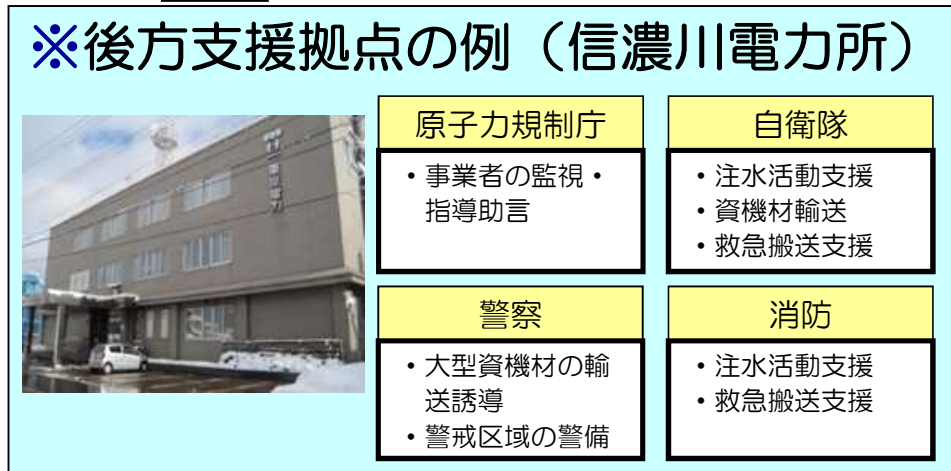 ※後方支援拠点の例（信濃川電力所）
原子力規制庁
・事業者の監視・
指導助言
自衛隊
・注水活動支援
・資機材輸送
・救急搬送支援
警察
・大型資機材の輸
送誘導
・警戒区域の警備
消防
・注水活動支援
・救急搬送支援